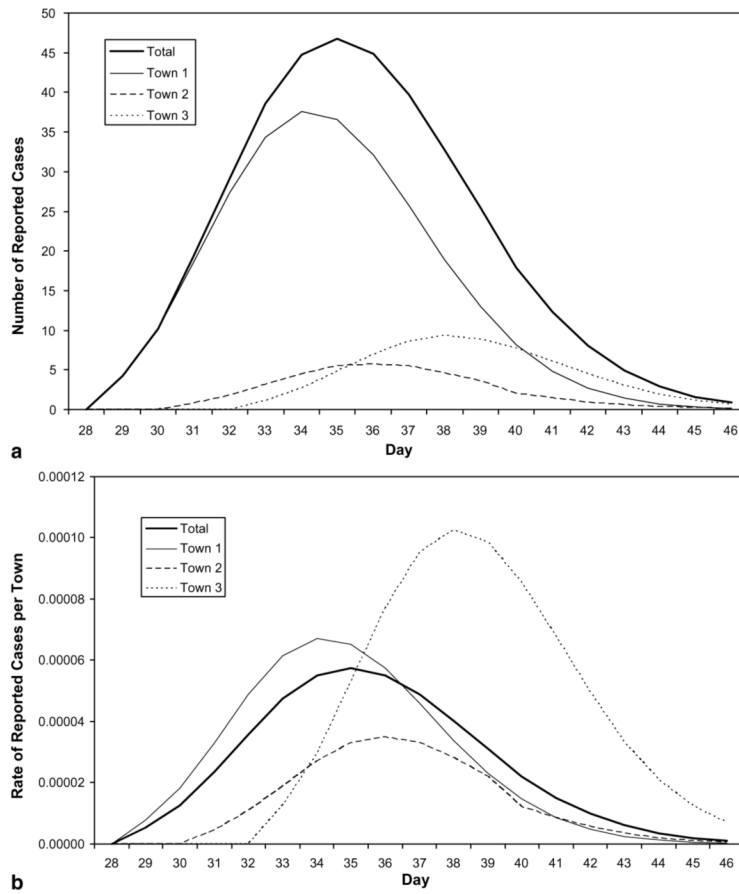 50
45
40
35
30
25
20
15
10
5
0
Number of Reported Cases
Total
Town 1
Town 2
Town 3
28 29 30 31 32 33 34 35 36 37 38 39 40 41 42 43 44 45 46
a
Day
0.00012
0.00010
0.00008
0.00006
0.00004
0.00002
0.00000
Rate of Reported Cases per Town
Total
Town 1
Town 2
Town 3
28 29 30 31 32 33 34 35 36 37 38 39 40 41 42 43 44 45 46
b
Day